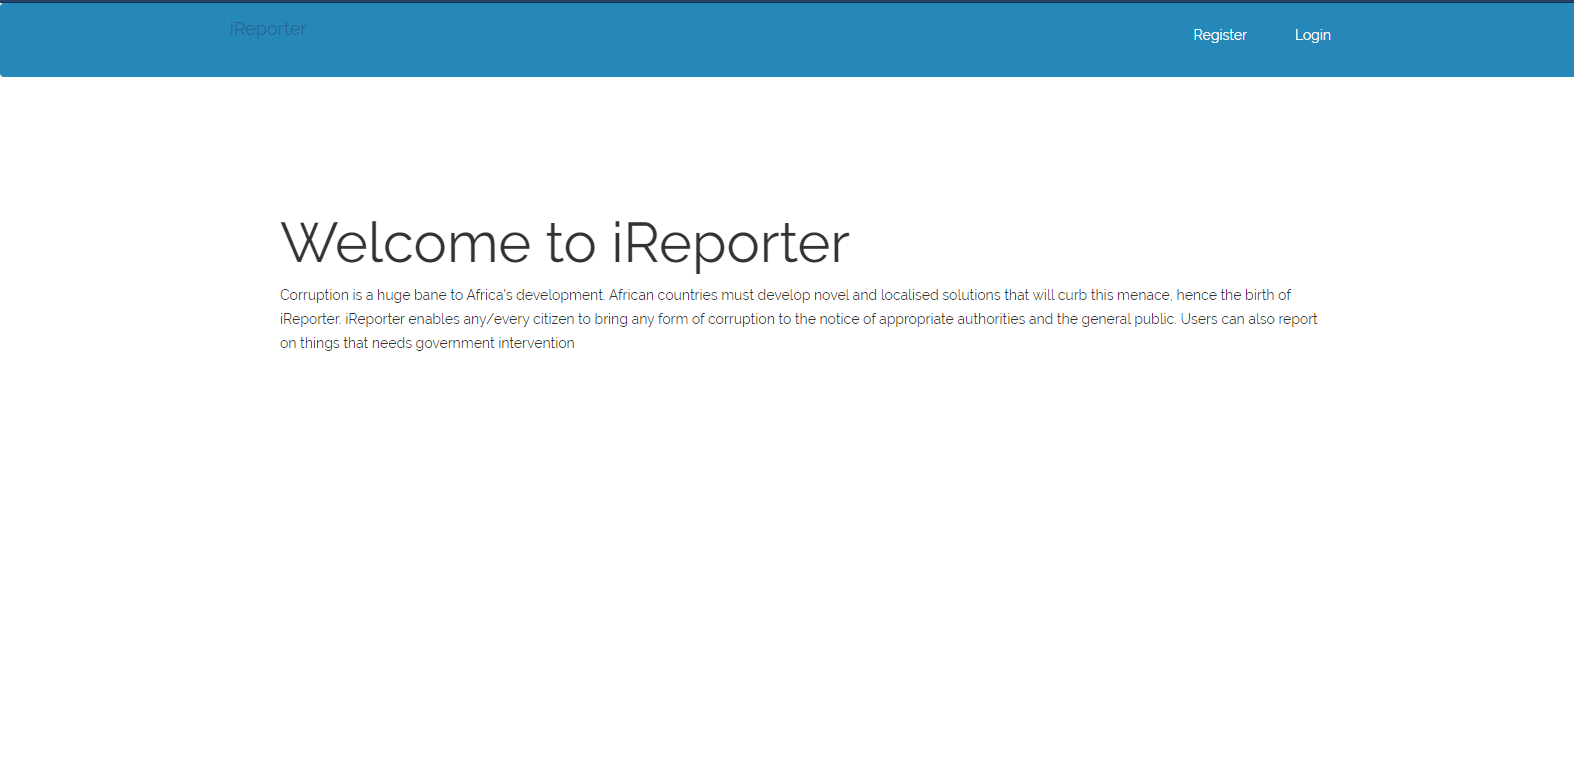 iReporter
Register
Login
Welcome to iReporter
Corruption is a huge bane to Africa's development. African countries must develop novel and localised solutions that will curb this menace, hence the birth of
iReporter. iReporter enables any/every citizen to bring any form of corruption to the notice of appropriate authorities and the general public. Users can also report
on things that needs government intervention